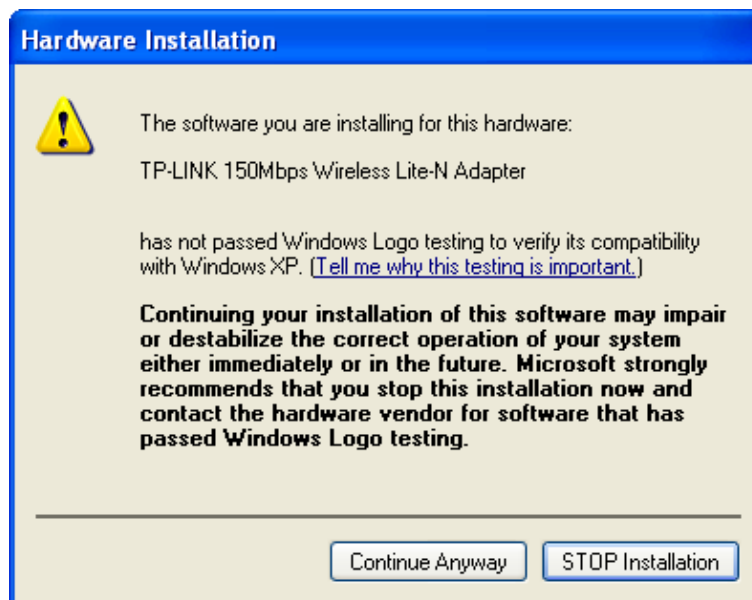 Hardware Installation
The software you are installing for this hardware:
TP-LINK 150Mbps Wireless Lite-N Adapter
has not passed Windows Logo testing to verify its compatibility
with Windows XP. (Tell me why this testing is important.)
Continuing your installation of this software may impair
or destabilize the correct operation of your system
either immediately or in the future. Microsoft strongly
recommends that you stop this installation now and
contact the hardware vendor for software that has
passed Windows Logo testing.
Continue Anyway
STOP Installation